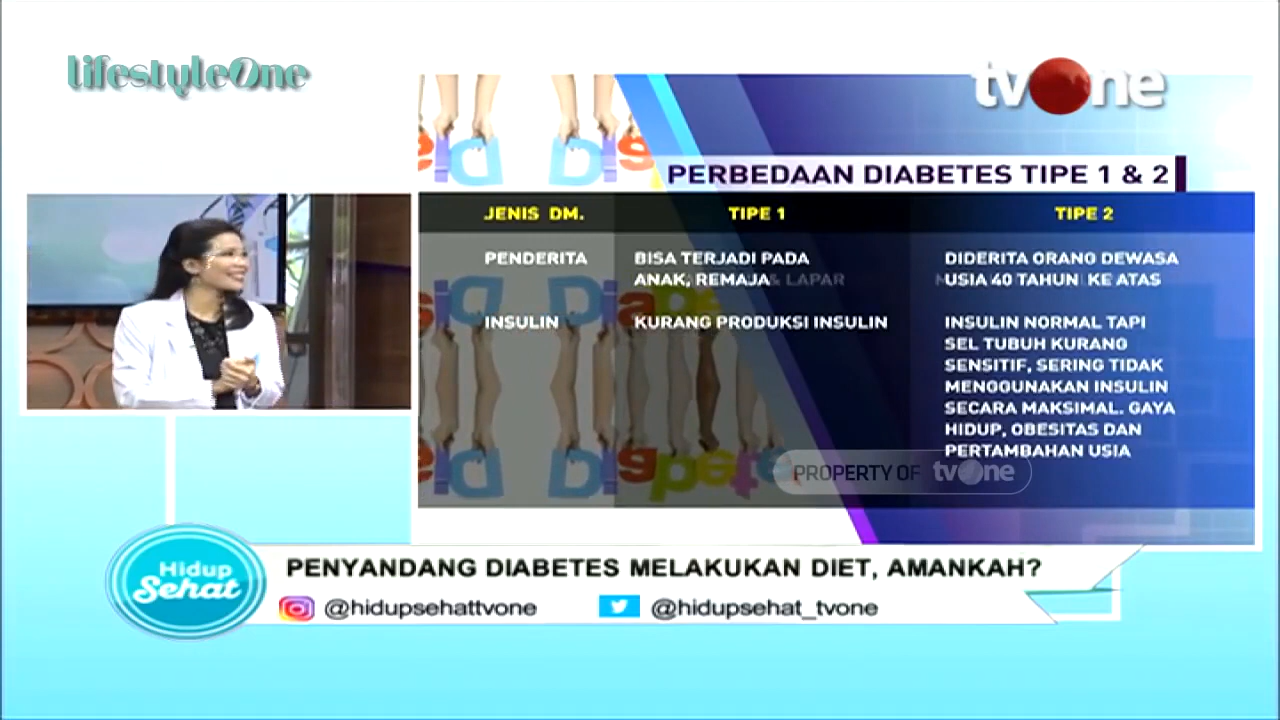 lifestyleOne
tvOne
PERBEDAAN DIABETES TIPE 1 & 2
JENIS DM.
TIPE 1
TIPE 2
PENDERITA
BISA TERJADI PADA
ANAK, REMAJA & LAPAR
DIDERITA ORANG DEWASA
USIA 40 TAHUN KE ATAS
INSULIN
KURANG PRODUKSI INSULIN
INSULIN NORMAL TAPI
SEL TUBUH KURANG
SENSITIF, SERING TIDAK
MENGGUNAKAN INSULIN
SECARA MAKSIMAL. GAYA
HIDUP, OBESITAS DAN
PERTAMBAHAN USIA
PROPERTY OF tvOne
Hidup
Sehat
PENYANDANG DIABETES MELAKUKAN DIET, AMANKAH?
@hidupsehattvone
@hidupsehat_tvone